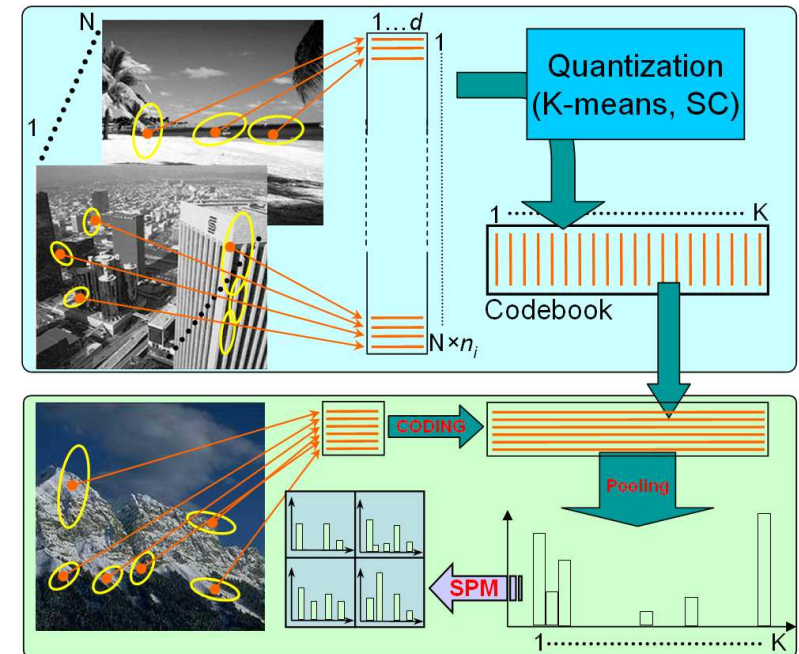 N
1
1...d
1
N×n_i
Quantization
(K-means, SC)
1
K
Codebook
CODING
Pooling
SPM
1
K